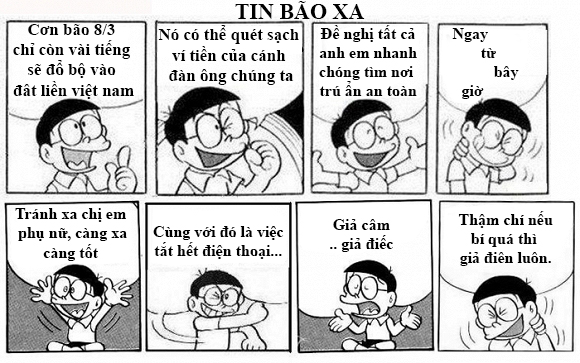 TIN BÃO XA
Cơn bão 8/3
chỉ còn vài tiếng
sẽ đổ bộ vào
đât liền việt nam
Nó có thể quét sạch
ví tiền của cánh
đàn ông chúng ta
Đề nghị tất cả
anh em nhanh
chóng tìm nơi
trú ẩn an toàn
Ngay
từ
bây
giờ
Tránh xa chị em
phụ nữ, càng xa
càng tốt
Cùng với đó là việc
tắt hết điện thoại...
Giả câm
.. giả điếc
Thậm chí nếu
bí quá thì
giả điên luôn.